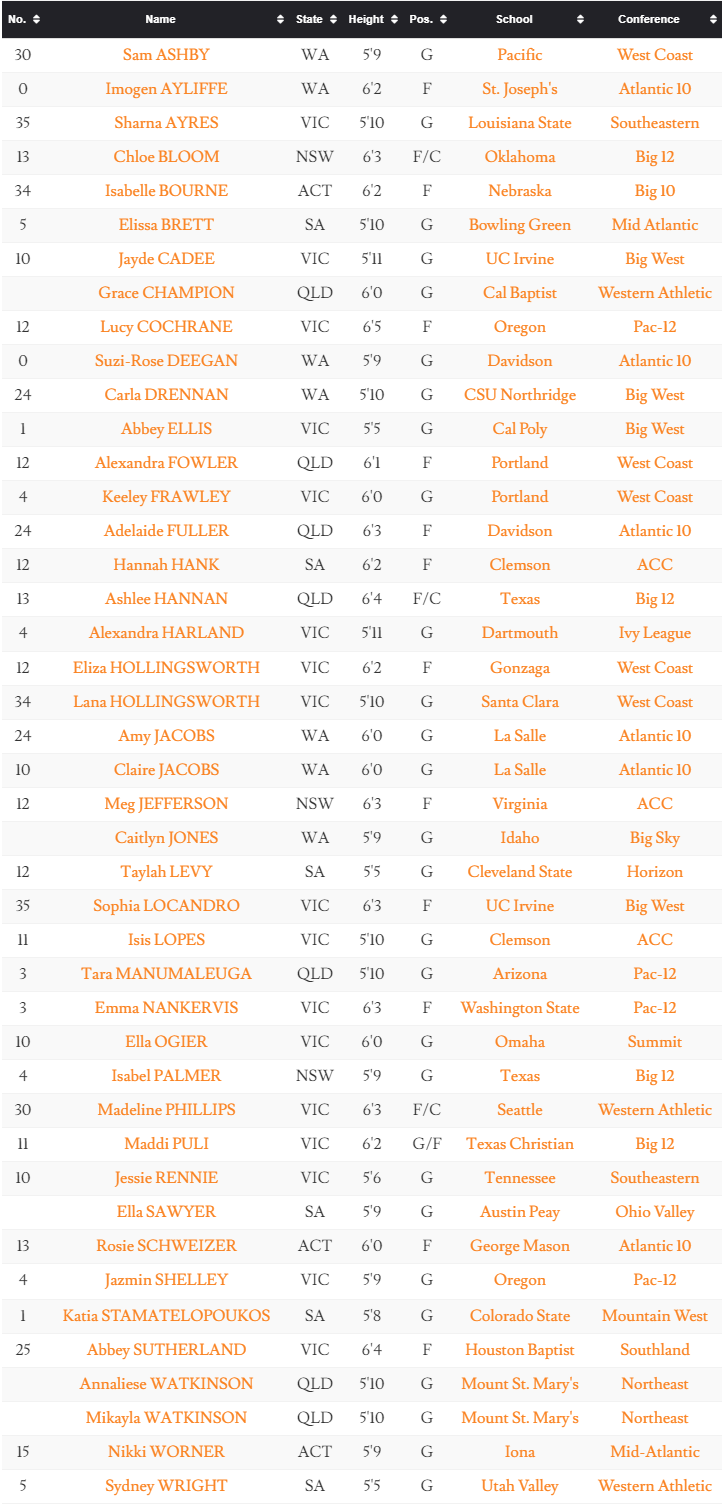 No. Name State Height Pos. School Conference
30 Sam ASHBY WA 5'9 G Pacific West Coast
0 Imogen AYLIFFE WA 6'2 F St. Joseph's Atlantic 10
35 Sharna AYRES VIC 5'10 G Louisiana State Southeastern
13 Chloe BLOOM NSW 6'3 F/C Oklahoma Big 12
34 Isabelle BOURNE ACT 6'2 F Nebraska Big 10
5 Elissa BRETT SA 5'10 G Bowling Green Mid Atlantic
10 Jayde CADEE VIC 5'11 G UC Irvine Big West
Grace CHAMPION QLD 6'0 G Cal Baptist Western Athletic
12 Lucy COCHRANE VIC 6'5 F Oregon Pac-12
0 Suzi-Rose DEEGAN WA 5'9 G Davidson Atlantic 10
24 Carla DRENNAN WA 5'10 G CSU Northridge Big West
1 Abbey ELLIS VIC 5'5 G Cal Poly Big West
12 Alexandra FOWLER QLD 6'1 F Portland West Coast
4 Keeley FRAWLEY VIC 6'0 G Portland West Coast
24 Adelaide FULLER QLD 6'3 F Davidson Atlantic 10
12 Hannah HANK SA 6'2 F Clemson ACC
13 Ashlee HANNAN QLD 6'4 F/C Texas Big 12
4 Alexandra HARLAND VIC 5'11 G Dartmouth Ivy League
12 Eliza HOLLINGSWORTH VIC 6'2 F Gonzaga West Coast
34 Lana HOLLINGSWORTH VIC 5'10 G Santa Clara West Coast
24 Amy JACOBS WA 6'0 G La Salle Atlantic 10
10 Claire JACOBS WA 6'0 G La Salle Atlantic 10
12 Meg JEFFERSON NSW 6'3 F Virginia ACC
Caitlyn JONES WA 5'9 G Idaho Big Sky
12 Taylah LEVY SA 5'5 G Cleveland State Horizon
35 Sophia LOCANDRO VIC 6'3 F UC Irvine Big West
11 Isis LOPES VIC 5'10 G Clemson ACC
3 Tara MANUMALEUGA QLD 5'10 G Arizona Pac-12
3 Emma NANKERVIS VIC 6'3 F Washington State Pac-12
10 Ella OGIER VIC 6'0 G Omaha Summit
4 Isabel PALMER NSW 5'9 G Texas Big 12
30 Madeline PHILLIPS VIC 6'3 F/C Seattle Western Athletic
11 Maddi PULI VIC 6'2 G/F Texas Christian Big 12
10 Jessie RENNIE VIC 5'6 G Tennessee Southeastern
Ella SAWYER SA 5'9 G Austin Peay Ohio Valley
13 Rosie SCHWEIZER ACT 6'0 F George Mason Atlantic 10
4 Jazmin SHELLEY VIC 5'9 G Oregon Pac-12
1 Katia STAMATELOPOUKOS SA 5'8 G Colorado State Mountain West
25 Abbey SUTHERLAND VIC 6'4 F Houston Baptist Southland
Annaliese WATKINSON QLD 5'10 G Mount St. Mary's Northeast
Mikayla WATKINSON QLD 5'10 G Mount St. Mary's Northeast
15 Nikki WORNER ACT 5'9 G Iona Mid-Atlantic
5 Sydney WRIGHT SA 5'5 G Utah Valley Western Athletic